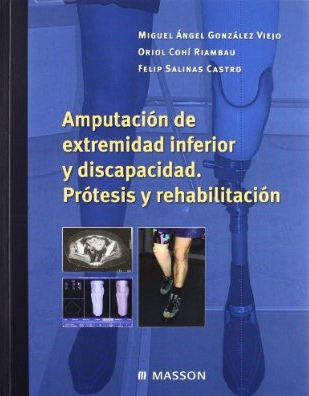 Miguel Ángel González Viejo
Oriol Cohí Riambau
Felip Salinas Castro
Amputación de
extremidad inferior
y discapacidad.
Prótesis y rehabilitación
M MASSON